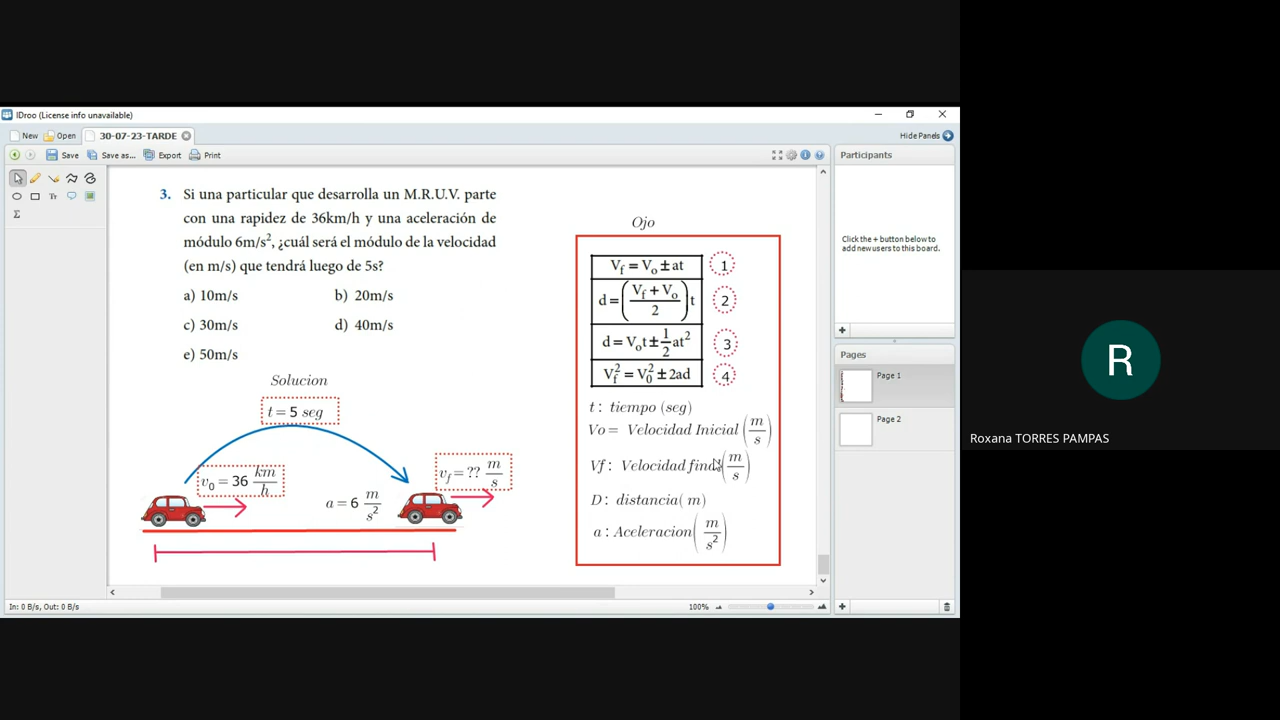 IDroo (License info unavailable)
New Open 30-07-23-TARDE Hide Panels
Save Save as... Export Print Participants
3. Si una particular que desarrolla un M.R.U.V. parte
con una rapidez de 36km/h y una aceleración de
módulo 6m/s², ¿cuál será el módulo de la velocidad
(en m/s) que tendrá luego de 5s?
a) 10m/s b) 20m/s
c) 30m/s d) 40m/s
e) 50m/s
Solucion
t = 5 seg
v₀ = 36 km/h
a = 6 m/s²
v_f = ?? m/s
Ojo
V_f = V_o ± at 1
d = ((V_f + V_o)/2)t 2
d = V_o t ± 1/2 at² 3
V_f² = V_0² ± 2ad 4
t : tiempo (seg)
Vo = Velocidad Inicial (m/s)
Vf : Velocidad (m/s)
D : distancia( m)
a : Aceleracion( m/s²)
Click the + button below to
add new users to this board.
Pages
Page 1
Page 2
In: 0 B/s, Out: 0 B/s 100%
R
Roxana TORRES PAMPAS